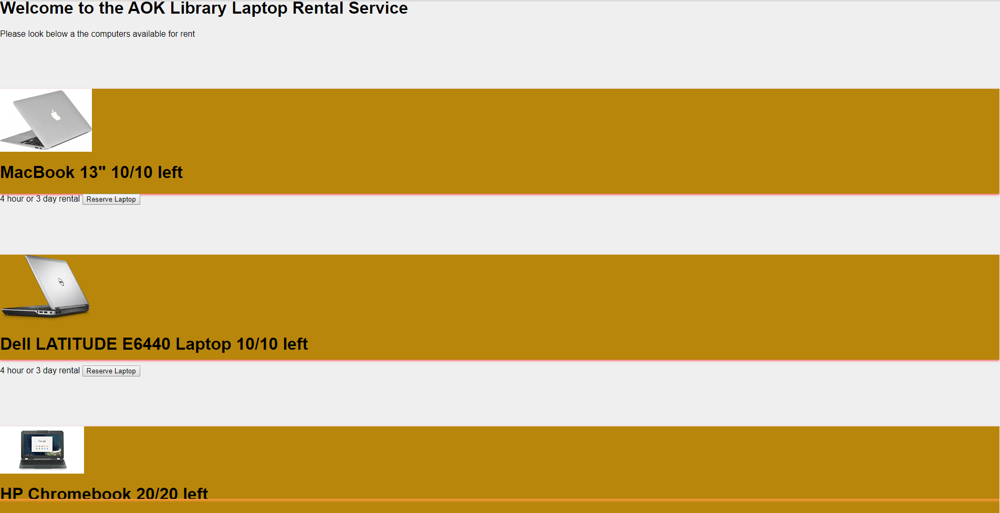 Welcome to the AOK Library Laptop Rental Service
Please look below a the computers available for rent
MacBook 13" 10/10 left
4 hour or 3 day rental Reserve Laptop
Dell LATITUDE E6440 Laptop 10/10 left
4 hour or 3 day rental Reserve Laptop
Google
HP Chromebook 20/20 left